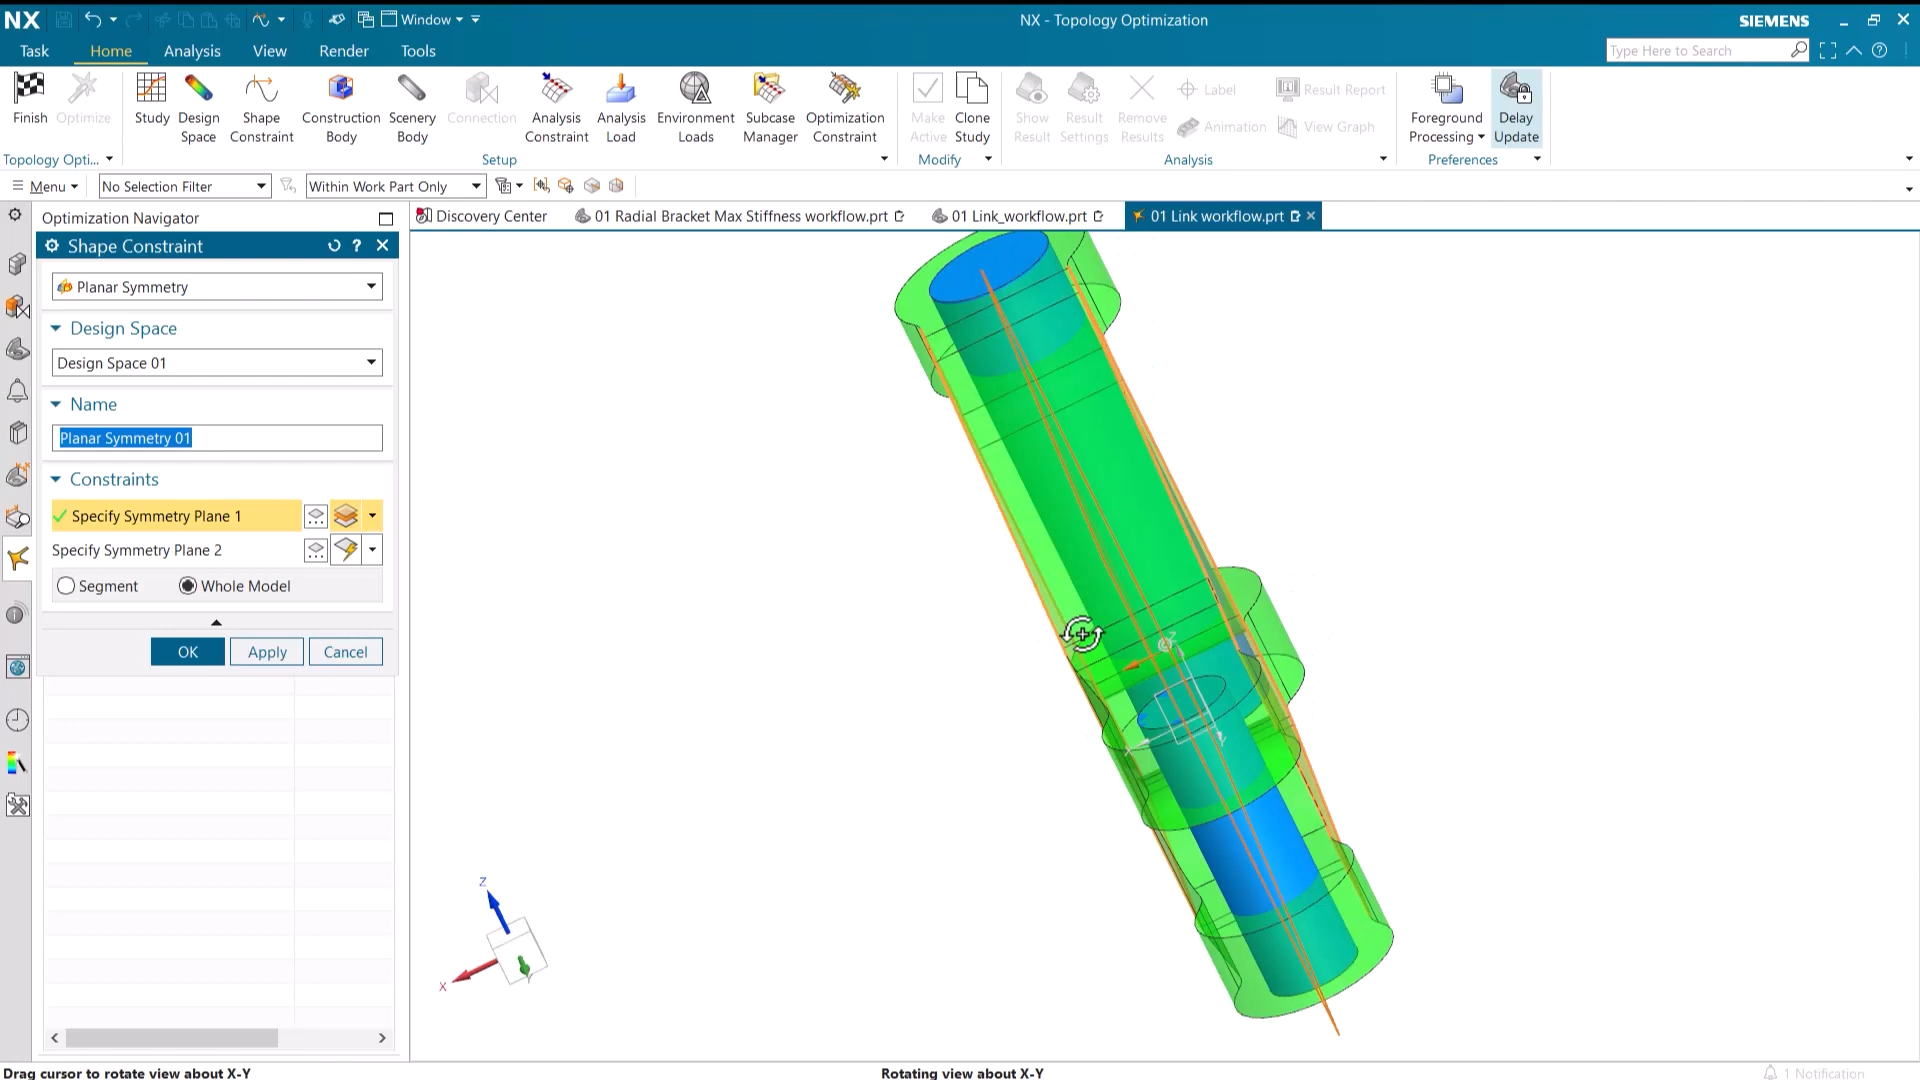 NX Window NX - Topology Optimization SIEMENS
Task Home Analysis View Render Tools Type Here to Search
Finish Optimize Study Design Space Shape Constraint Construction Body Scenery Body Connection Analysis Constraint Analysis Load Environment Loads Subcase Manager Optimization Constraint Make Active Clone Study Show Result Result Settings Remove Results Label Animation Result Report View Graph Foreground Processing Delay Update
Topology Opti... Setup Modify Analysis Preferences
Menu No Selection Filter Within Work Part Only
Optimization Navigator Discovery Center 01 Radial Bracket Max Stiffness workflow.prt 01 Link_workflow.prt 01 Link workflow.prt
Shape Constraint
Planar Symmetry
Design Space
Design Space 01
Name
Planar Symmetry 01
Constraints
Specify Symmetry Plane 1
Specify Symmetry Plane 2
Segment Whole Model
OK Apply Cancel
Z
Z
X
Drag cursor to rotate view about X-Y Rotating view about X-Y 1 Notification